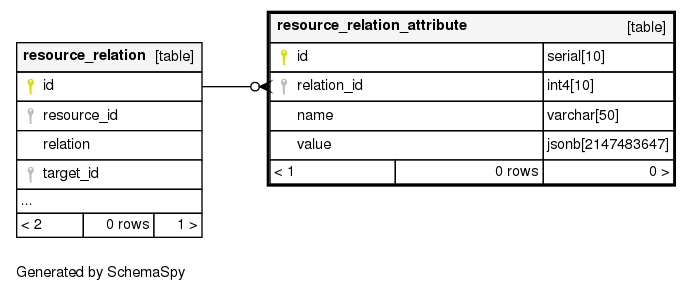 resource_relation [table]
id
resource_id
relation
target_id
...
< 2 0 rows 1 >
resource_relation_attribute [table]
id serial[10]
relation_id int4[10]
name varchar[50]
value jsonb[2147483647]
< 1 0 rows 0 >
Generated by SchemaSpy